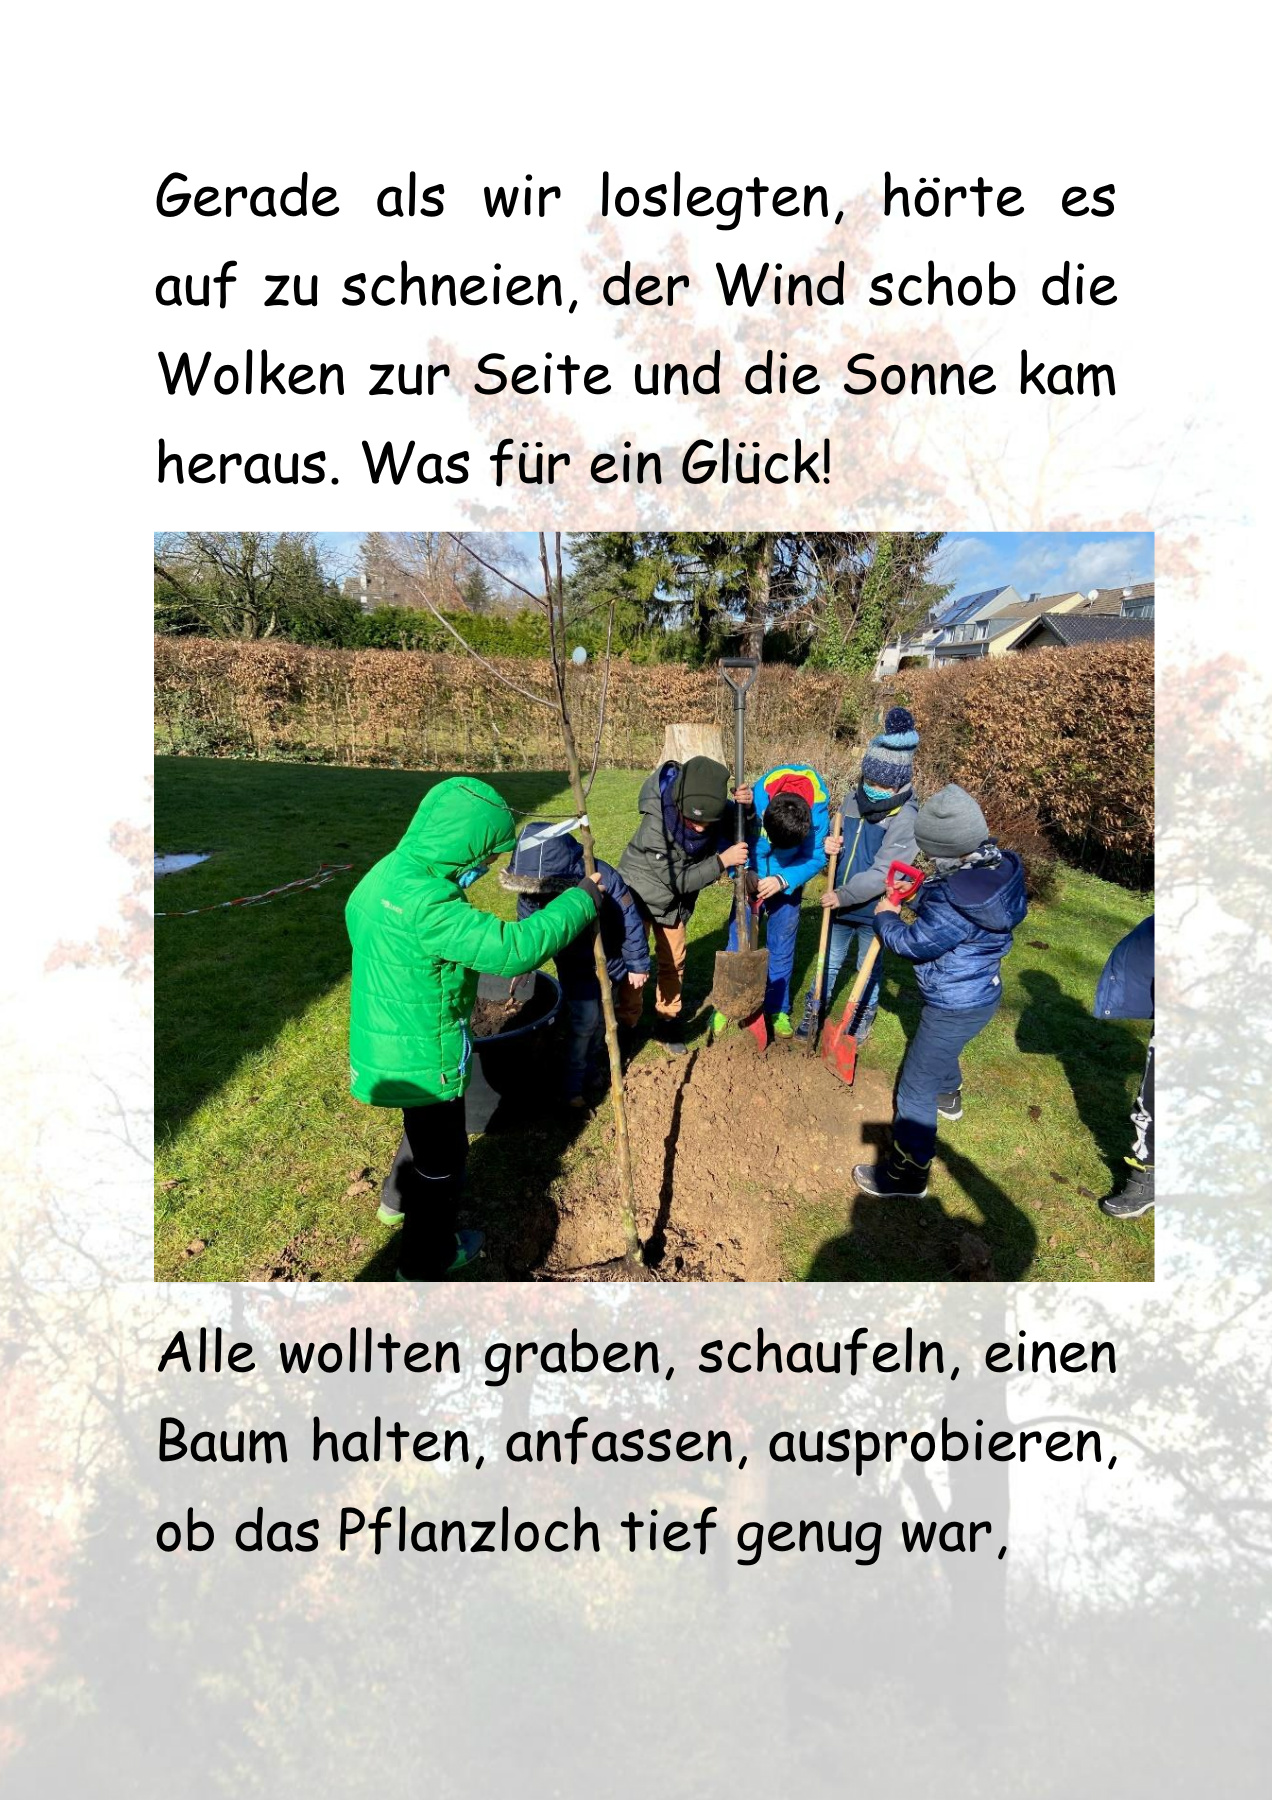 Gerade als wir loslegten, hörte es
auf zu schneien, der Wind schob die
Wolken zur Seite und die Sonne kam
heraus. Was für ein Glück!
Alle wollten graben, schaufeln, einen
Baum halten, anfassen, ausprobieren,
ob das Pflanzloch tief genug war,